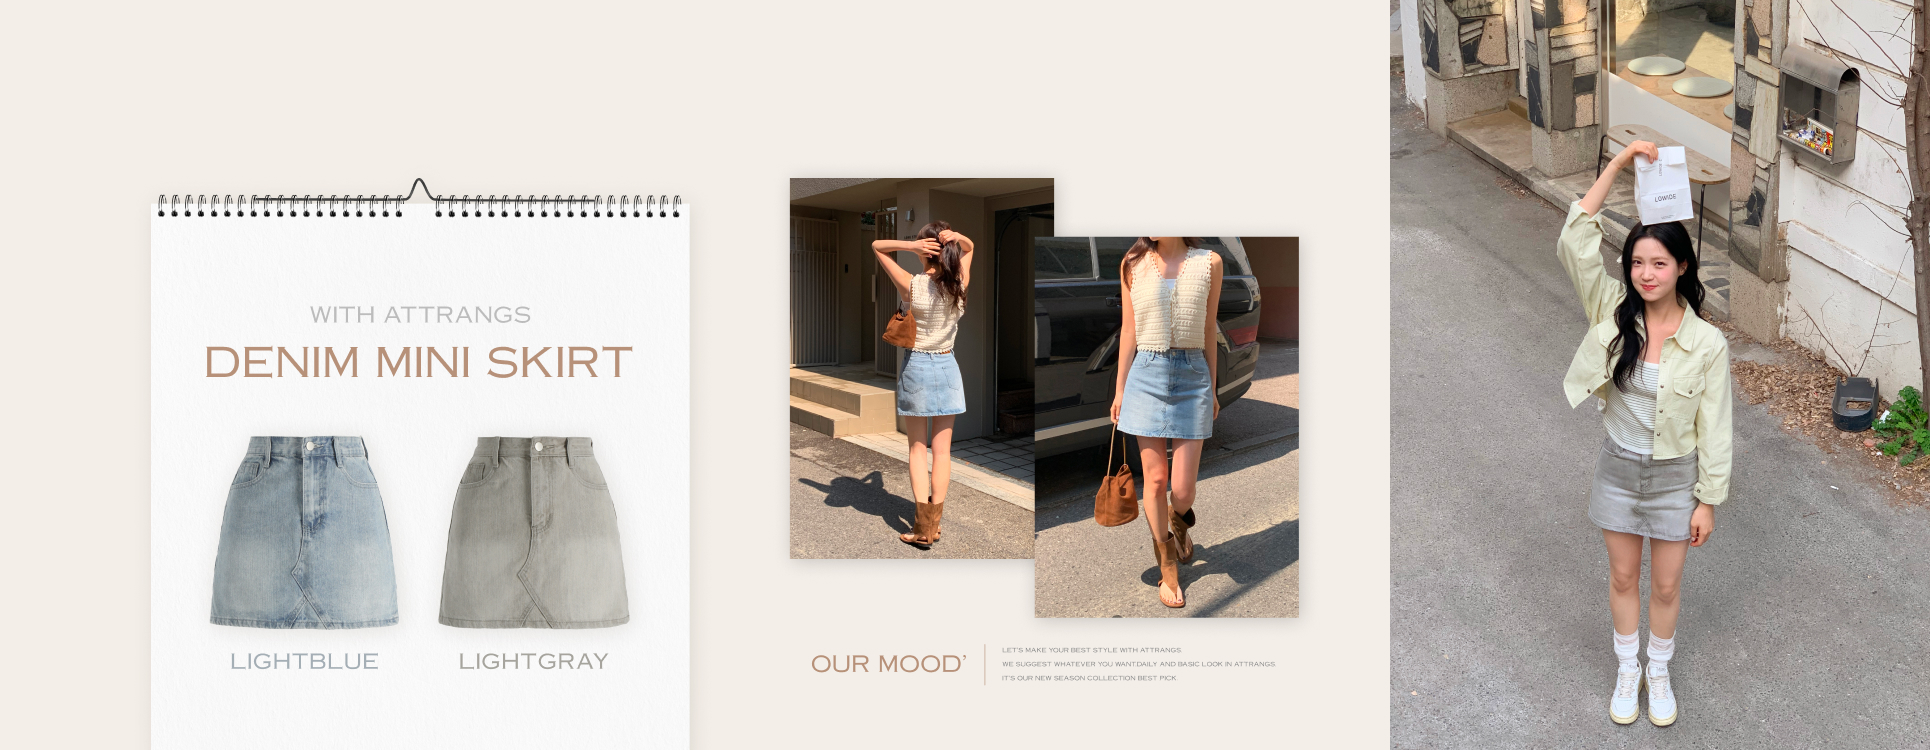 WITH ATTRANGS
DENIM MINI SKIRT
LIGHTBLUE
LIGHTGRAY
OUR MOOD’
LET'S MAKE YOUR BEST STYLE WITH ATTRANGS.
WE SUGGEST WHATEVER YOU WANT.DAILY AND BASIC LOOK IN ATTRANGS.
IT'S OUR NEW SEASON COLLECTION BEST PICK
LOWIDE